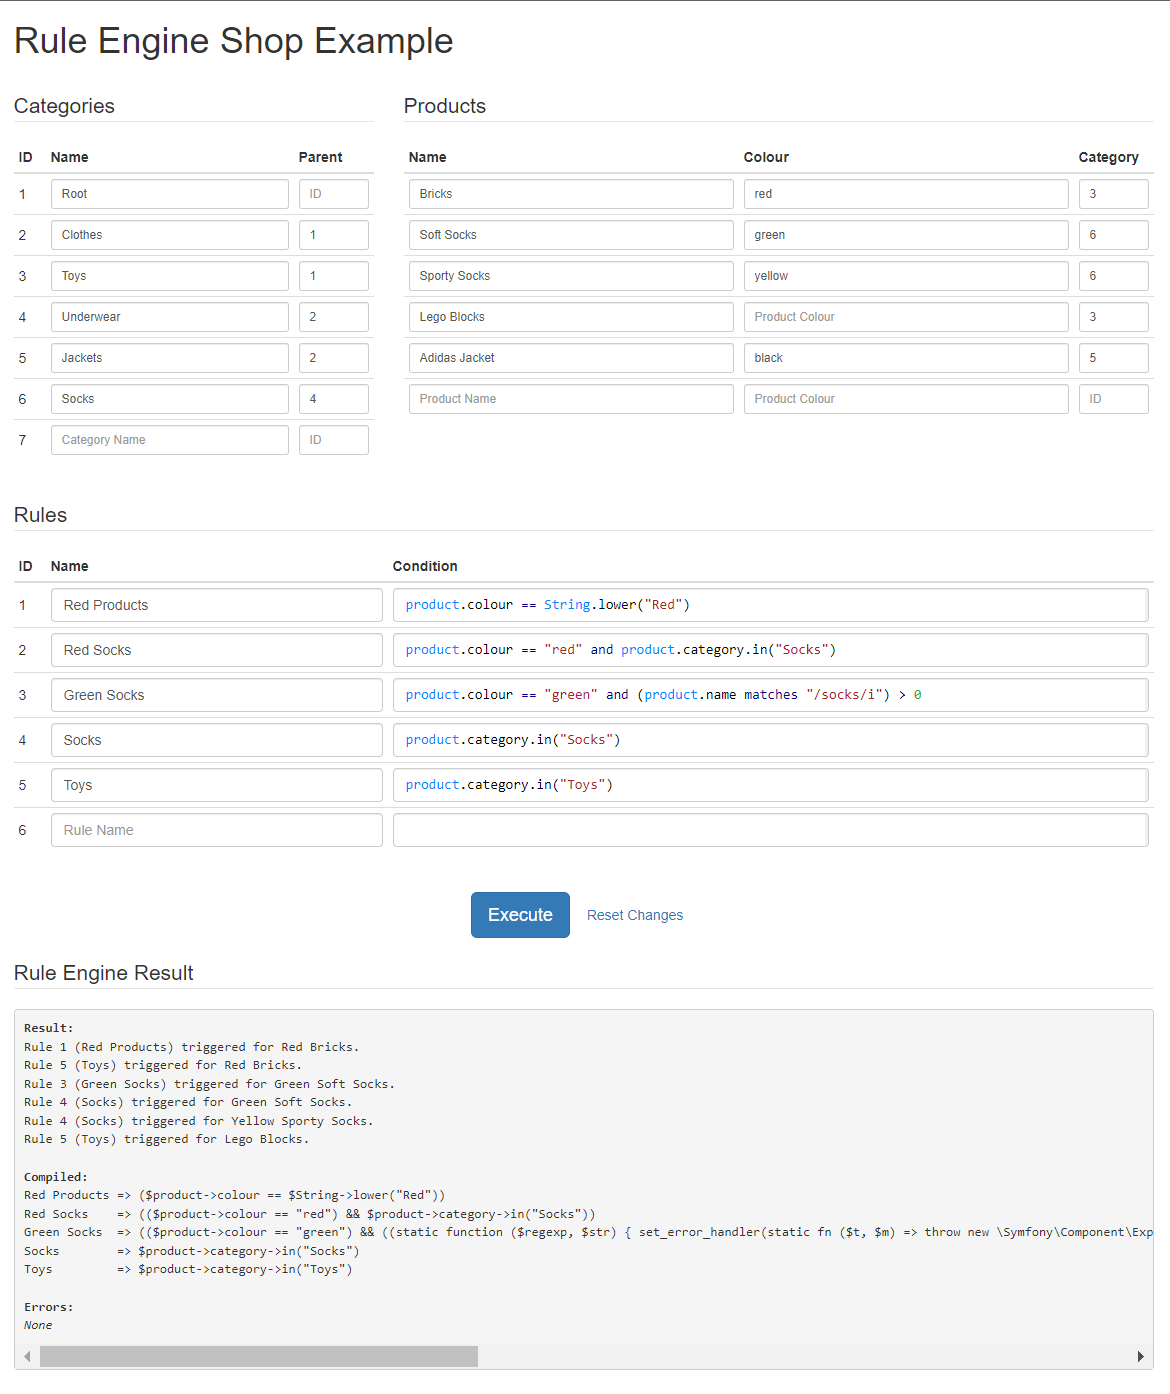 Rule Engine Shop Example
Categories
ID Name Parent
1 Root ID
2 Clothes 1
3 Toys 1
4 Underwear 2
5 Jackets 2
6 Socks 4
7 Category Name ID
Products
Name Colour Category
Bricks red 3
Soft Socks green 6
Sporty Socks yellow 6
Lego Blocks Product Colour 3
Adidas Jacket black 5
Product Name Product Colour ID
Rules
ID Name Condition
1 Red Products product.colour == String.lower("Red")
2 Red Socks product.colour == "red" and product.category.in("Socks")
3 Green Socks product.colour == "green" and (product.name matches "/socks/i") > 0
4 Socks product.category.in("Socks")
5 Toys product.category.in("Toys")
6 Rule Name
Execute Reset Changes
Rule Engine Result
Result:
Rule 1 (Red Products) triggered for Red Bricks.
Rule 5 (Toys) triggered for Red Bricks.
Rule 3 (Green Socks) triggered for Green Soft Socks.
Rule 4 (Socks) triggered for Green Soft Socks.
Rule 4 (Socks) triggered for Yellow Sporty Socks.
Rule 5 (Toys) triggered for Lego Blocks.
Compiled:
Red Products => ($product->colour == $String->lower("Red"))
Red Socks => (($product->colour == "red") && $product->category->in("Socks"))
Green Socks => (($product->colour == "green") && ((static function ($regexp, $str) { set_error_handler(static fn ($t, $m) => throw new \Symfony\Component\Exp
Socks => $product->category->in("Socks")
Toys => $product->category->in("Toys")
Errors:
None